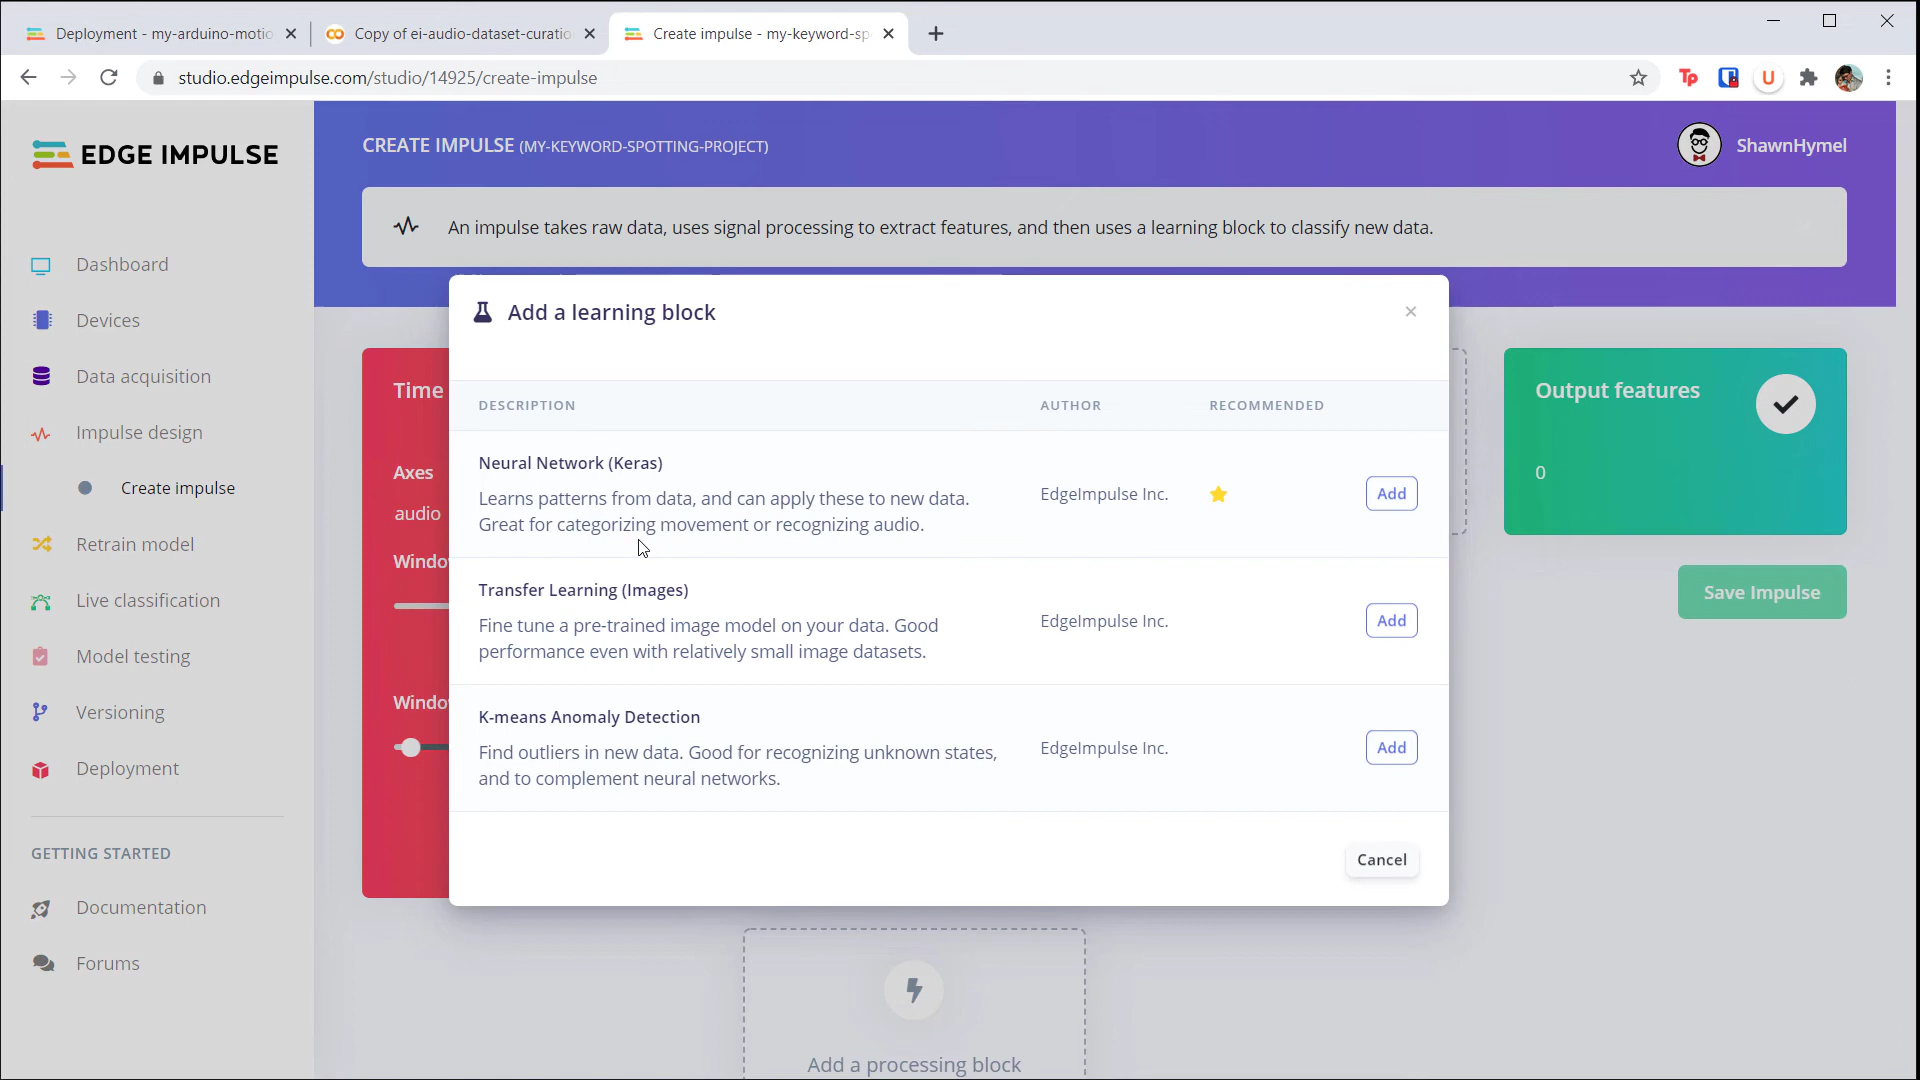 Deployment - my-arduino-motio
Copy of ei-audio-dataset-curatio
Create impulse - my-keyword-sp
studio.edgeimpulse.com/studio/14925/create-impulse
Tp
U
EDGE IMPULSE
CREATE IMPULSE (MY-KEYWORD-SPOTTING-PROJECT)
ShawnHymel
An impulse takes raw data, uses signal processing to extract features, and then uses a learning block to classify new data.
Dashboard
Devices
Data acquisition
Impulse design
Create impulse
Retrain model
Live classification
Model testing
Versioning
Deployment
GETTING STARTED
Documentation
Forums
Time
Axes
audio
Windo
Windo
Add a learning block
×
DESCRIPTION AUTHOR RECOMMENDED
Neural Network (Keras)
Learns patterns from data, and can apply these to new data.
Great for categorizing movement or recognizing audio.
EdgeImpulse Inc.
Add
Transfer Learning (Images)
Fine tune a pre-trained image model on your data. Good
performance even with relatively small image datasets.
EdgeImpulse Inc.
Add
K-means Anomaly Detection
Find outliers in new data. Good for recognizing unknown states,
and to complement neural networks.
EdgeImpulse Inc.
Add
Cancel
Output features
0
Save Impulse
Add a processing block